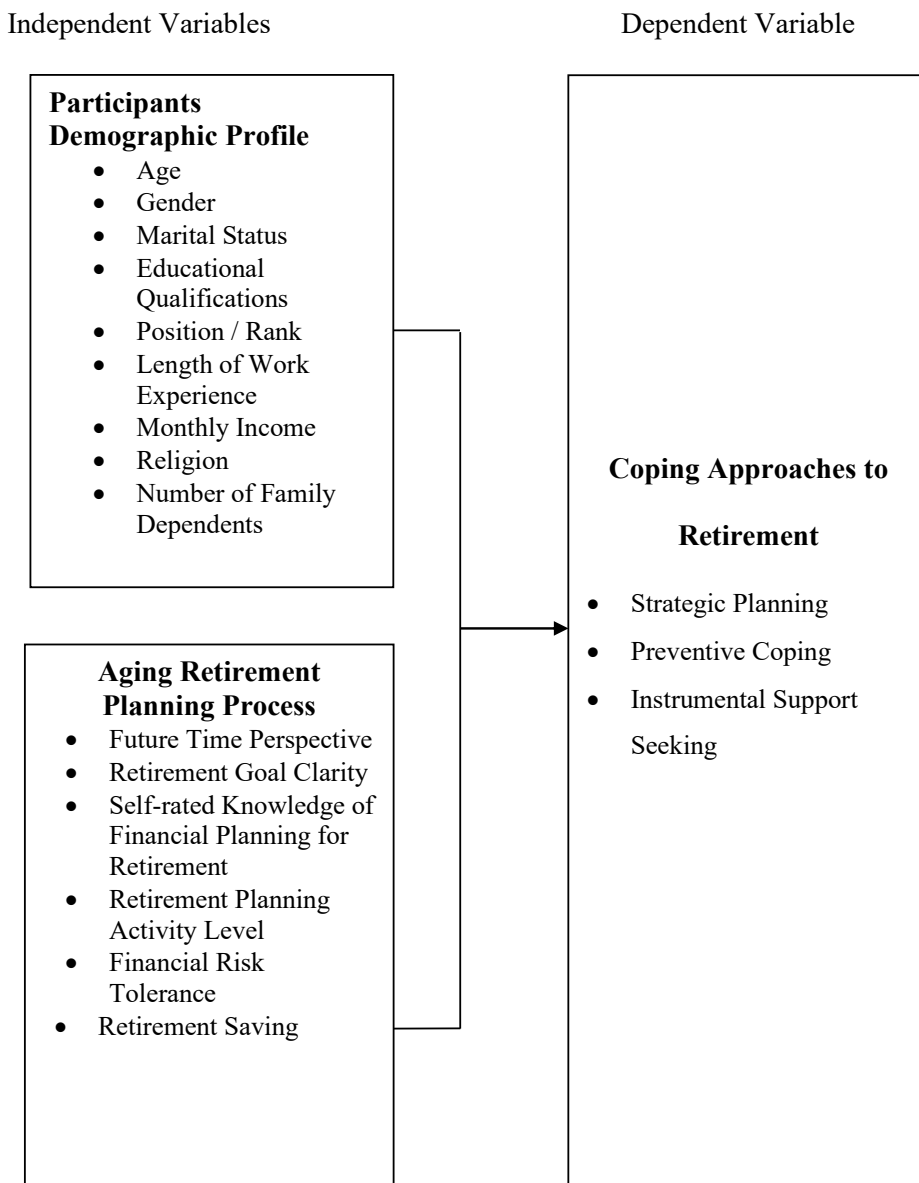 Independent Variables
Dependent Variable
Participants
Demographic Profile
• Age
• Gender
• Marital Status
• Educational
Qualifications
• Position / Rank
• Length of Work
Experience
• Monthly Income
• Religion
• Number of Family
Dependents
Aging Retirement
Planning Process
• Future Time Perspective
• Retirement Goal Clarity
• Self-rated Knowledge of
Financial Planning for
Retirement
• Retirement Planning
Activity Level
• Financial Risk
Tolerance
• Retirement Saving
Coping Approaches to
Retirement
• Strategic Planning
• Preventive Coping
• Instrumental Support
Seeking